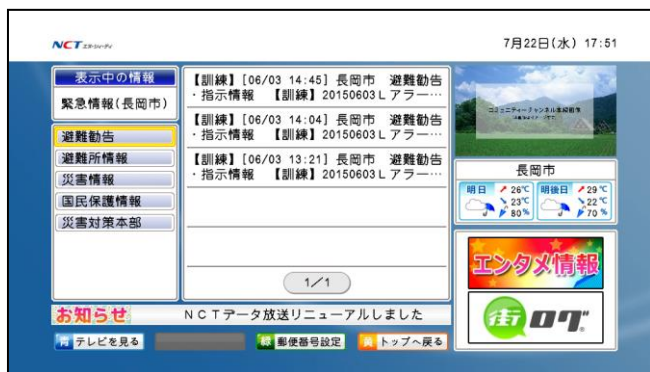 NCT エヌ・シィ・ティ
7月22日(水) 17:51
表示中の情報
緊急情報(長岡市)
避難勧告
避難所情報
災害情報
国民保護情報
災害対策本部
【訓練】[06/03 14:45] 長岡市 避難勧告
・指示情報 【訓練】20150603Lアラー…
【訓練】[06/03 14:04] 長岡市 避難勧告
・指示情報 【訓練】20150603Lアラー…
【訓練】[06/03 13:21] 長岡市 避難勧告
・指示情報 【訓練】20150603Lアラー…
1/1
長岡市
明日 26℃ 23℃ 80%
明後日 29℃ 22℃ 70%
エンタメ情報
街ログ
お知らせ
NCTデータ放送リニューアルしました
青 テレビを見る
緑 郵便番号設定
黄 トップへ戻る